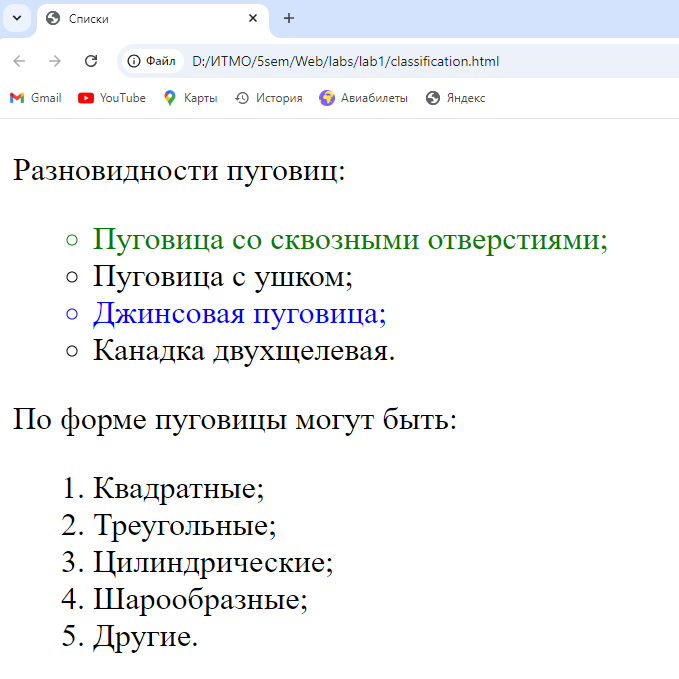 Списки
Файл D:/ИТМО/5sem/Web/labs/lab1/classification.html
Gmail YouTube Карты История Авиабилеты Яндекс
Разновидности пуговиц:
Пуговица со сквозными отверстиями;
Пуговица с ушком;
Джинсовая пуговица;
Канадка двухщелевая.
По форме пуговицы могут быть:
1. Квадратные;
2. Треугольные;
3. Цилиндрические;
4. Шарообразные;
5. Другие.